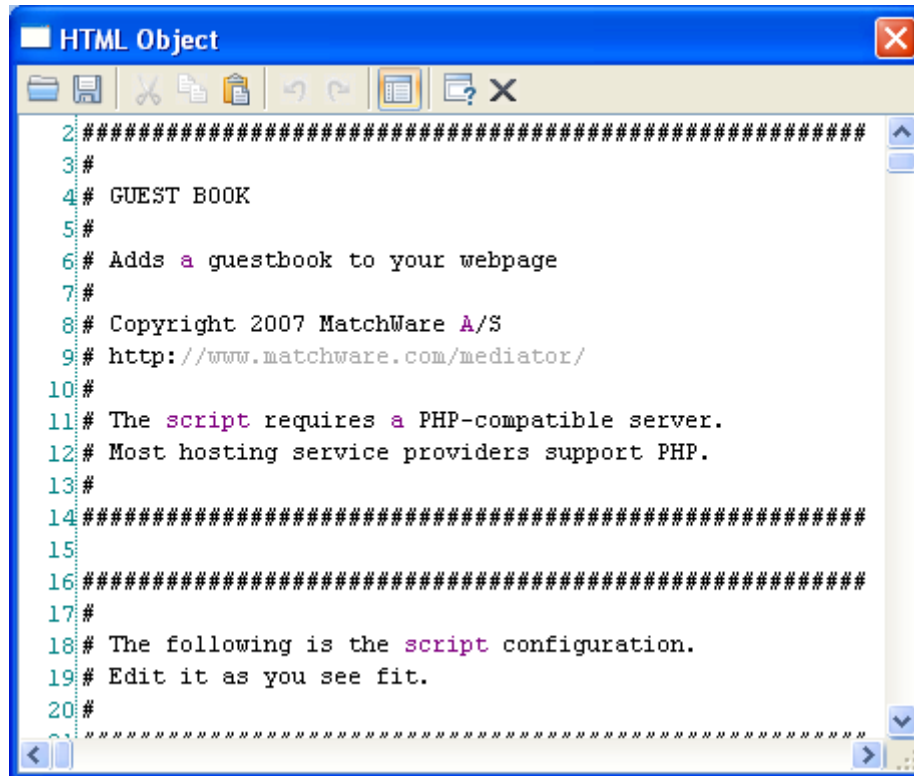 HTML Object
2 ########################################################
3 #
4 # GUEST BOOK
5 #
6 # Adds a guestbook to your webpage
7 #
8 # Copyright 2007 MatchWare A/S
9 # http://www.matchware.com/mediator/
10 #
11 # The script requires a PHP-compatible server.
12 # Most hosting service providers support PHP.
13 #
14 ########################################################
15
16 ########################################################
17 #
18 # The following is the script configuration.
19 # Edit it as you see fit.
20 #
21 ########################################################